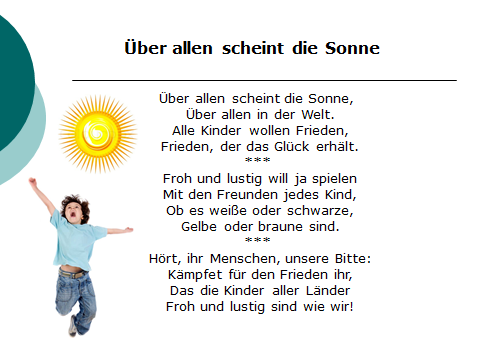 Über allen scheint die Sonne
Über allen scheint die Sonne,
Über allen in der Welt.
Alle Kinder wollen Frieden,
Frieden, der das Glück erhält.
***
Froh und lustig will ja spielen
Mit den Freunden jedes Kind,
Ob es weiße oder schwarze,
Gelbe oder braune sind.
***
Hört, ihr Menschen, unsere Bitte:
Kämpfet für den Frieden ihr,
Das die Kinder aller Länder
Froh und lustig sind wie wir!